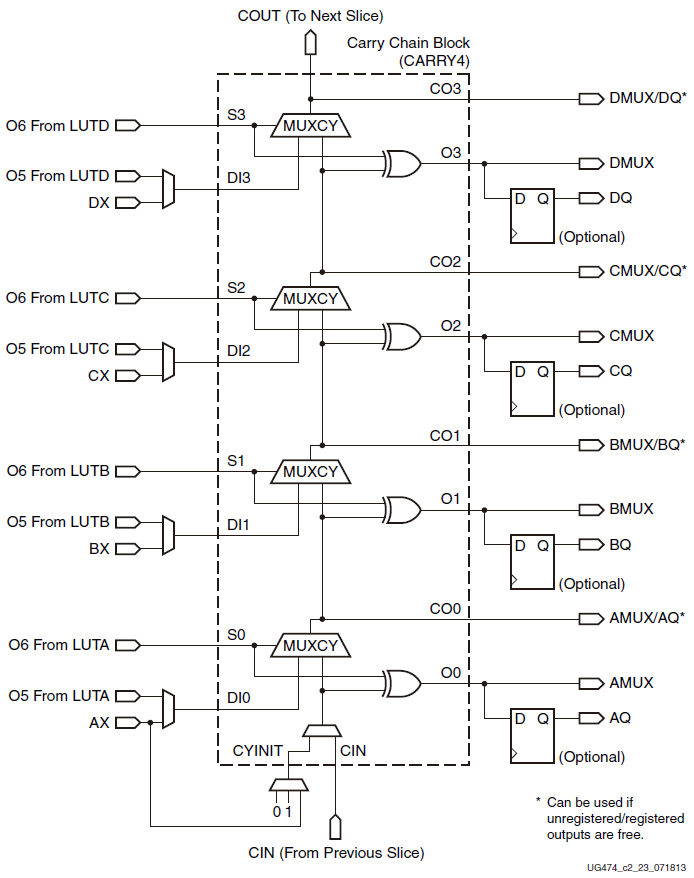 COUT (To Next Slice)
Carry Chain Block
(CARRY4)
CO3
DMUX/DQ*
S3
O6 From LUTD
MUXCY
O3
DMUX
O5 From LUTD
DI3
DX
D Q
DQ
(Optional)
CO2
CMUX/CQ*
S2
O6 From LUTC
MUXCY
O2
CMUX
O5 From LUTC
DI2
CX
D Q
CQ
(Optional)
CO1
BMUX/BQ*
S1
O6 From LUTB
MUXCY
O1
BMUX
O5 From LUTB
DI1
BX
D Q
BQ
(Optional)
CO0
AMUX/AQ*
S0
O6 From LUTA
MUXCY
O0
AMUX
O5 From LUTA
DI0
AX
D Q
AQ
CYINIT
CIN
(Optional)
0 1
* Can be used if
unregistered/registered
outputs are free.
CIN (From Previous Slice)
UG474_c2_23_071813